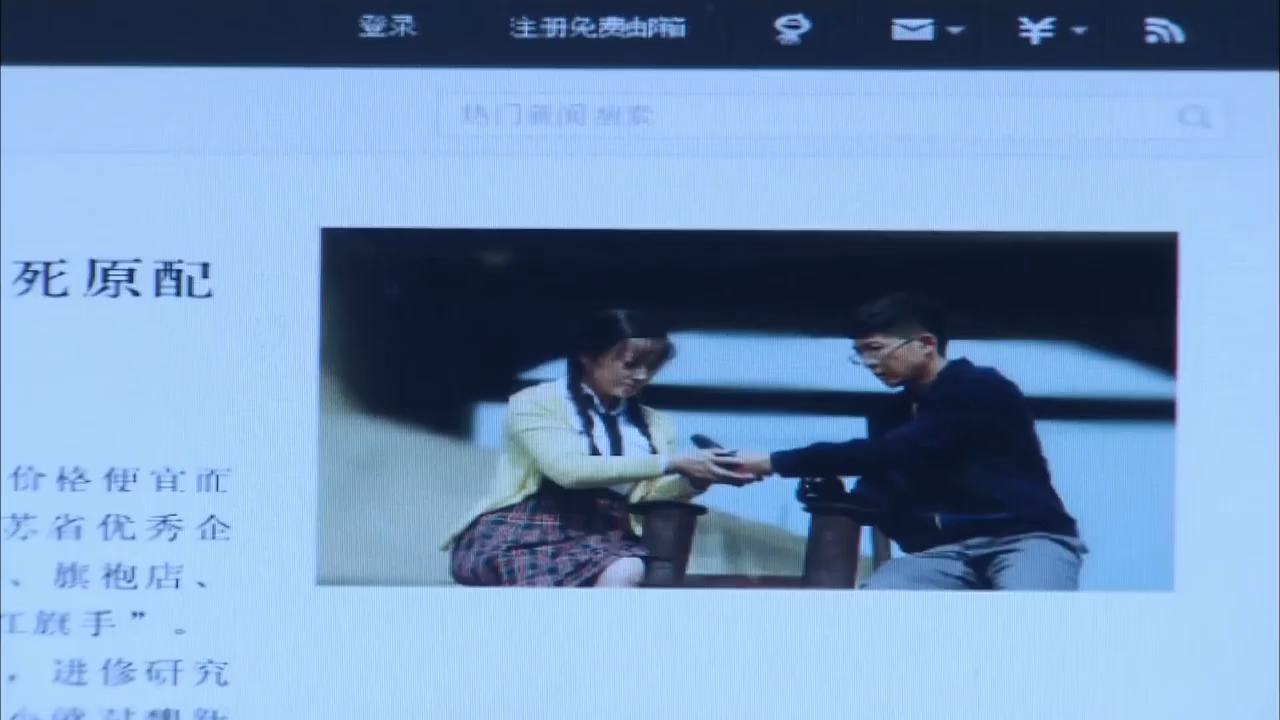 登录 注册免费邮箱
热门新闻搜索
死原配
价格便宜而
苏省优秀企
、旗袍店、
红旗手”。
，进修研究